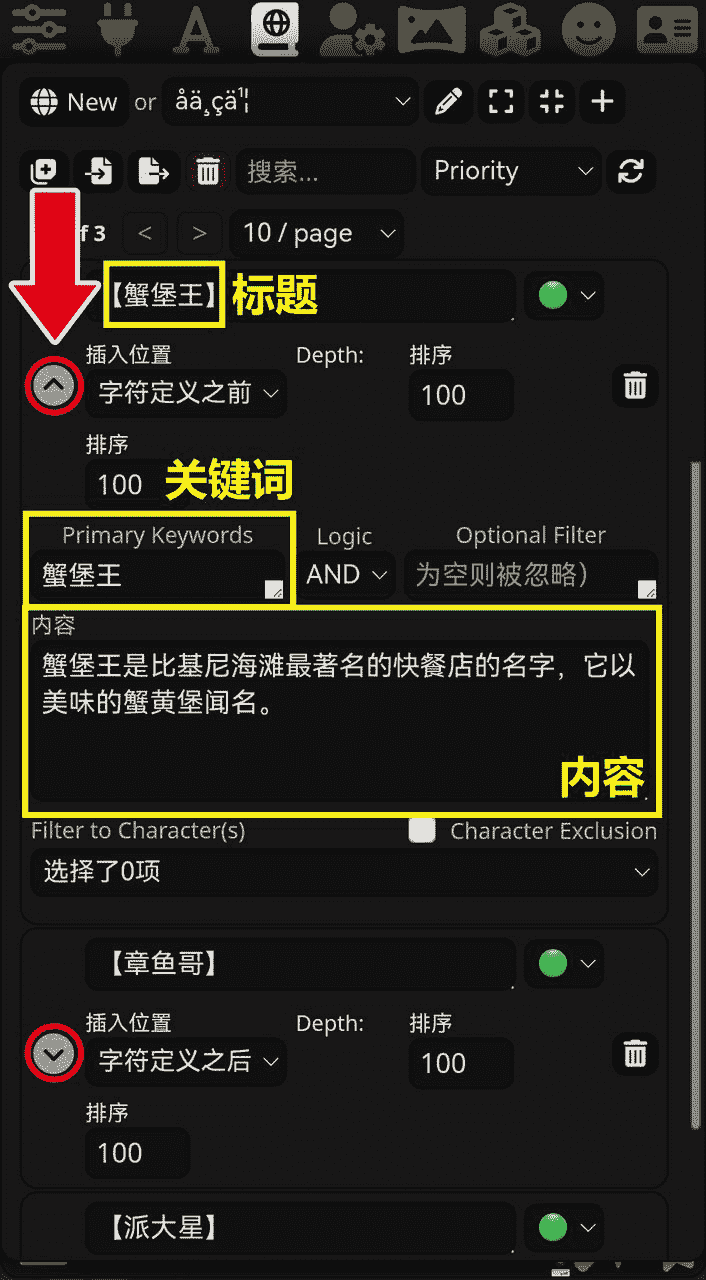 New or åä¸çä¹¦
搜索... Priority
f 3 < > 10 / page
【蟹堡王】 标题
插入位置 Depth: 排序
字符定义之前 100
排序
100 关键词
Primary Keywords Logic Optional Filter
蟹堡王 AND 为空则被忽略）
内容
蟹堡王是比基尼海滩最著名的快餐店的名字，它以
美味的蟹黄堡闻名。
内容
Filter to Character(s) Character Exclusion
选择了0项
【章鱼哥】
插入位置 Depth: 排序
字符定义之后 100
排序
100
【派大星】